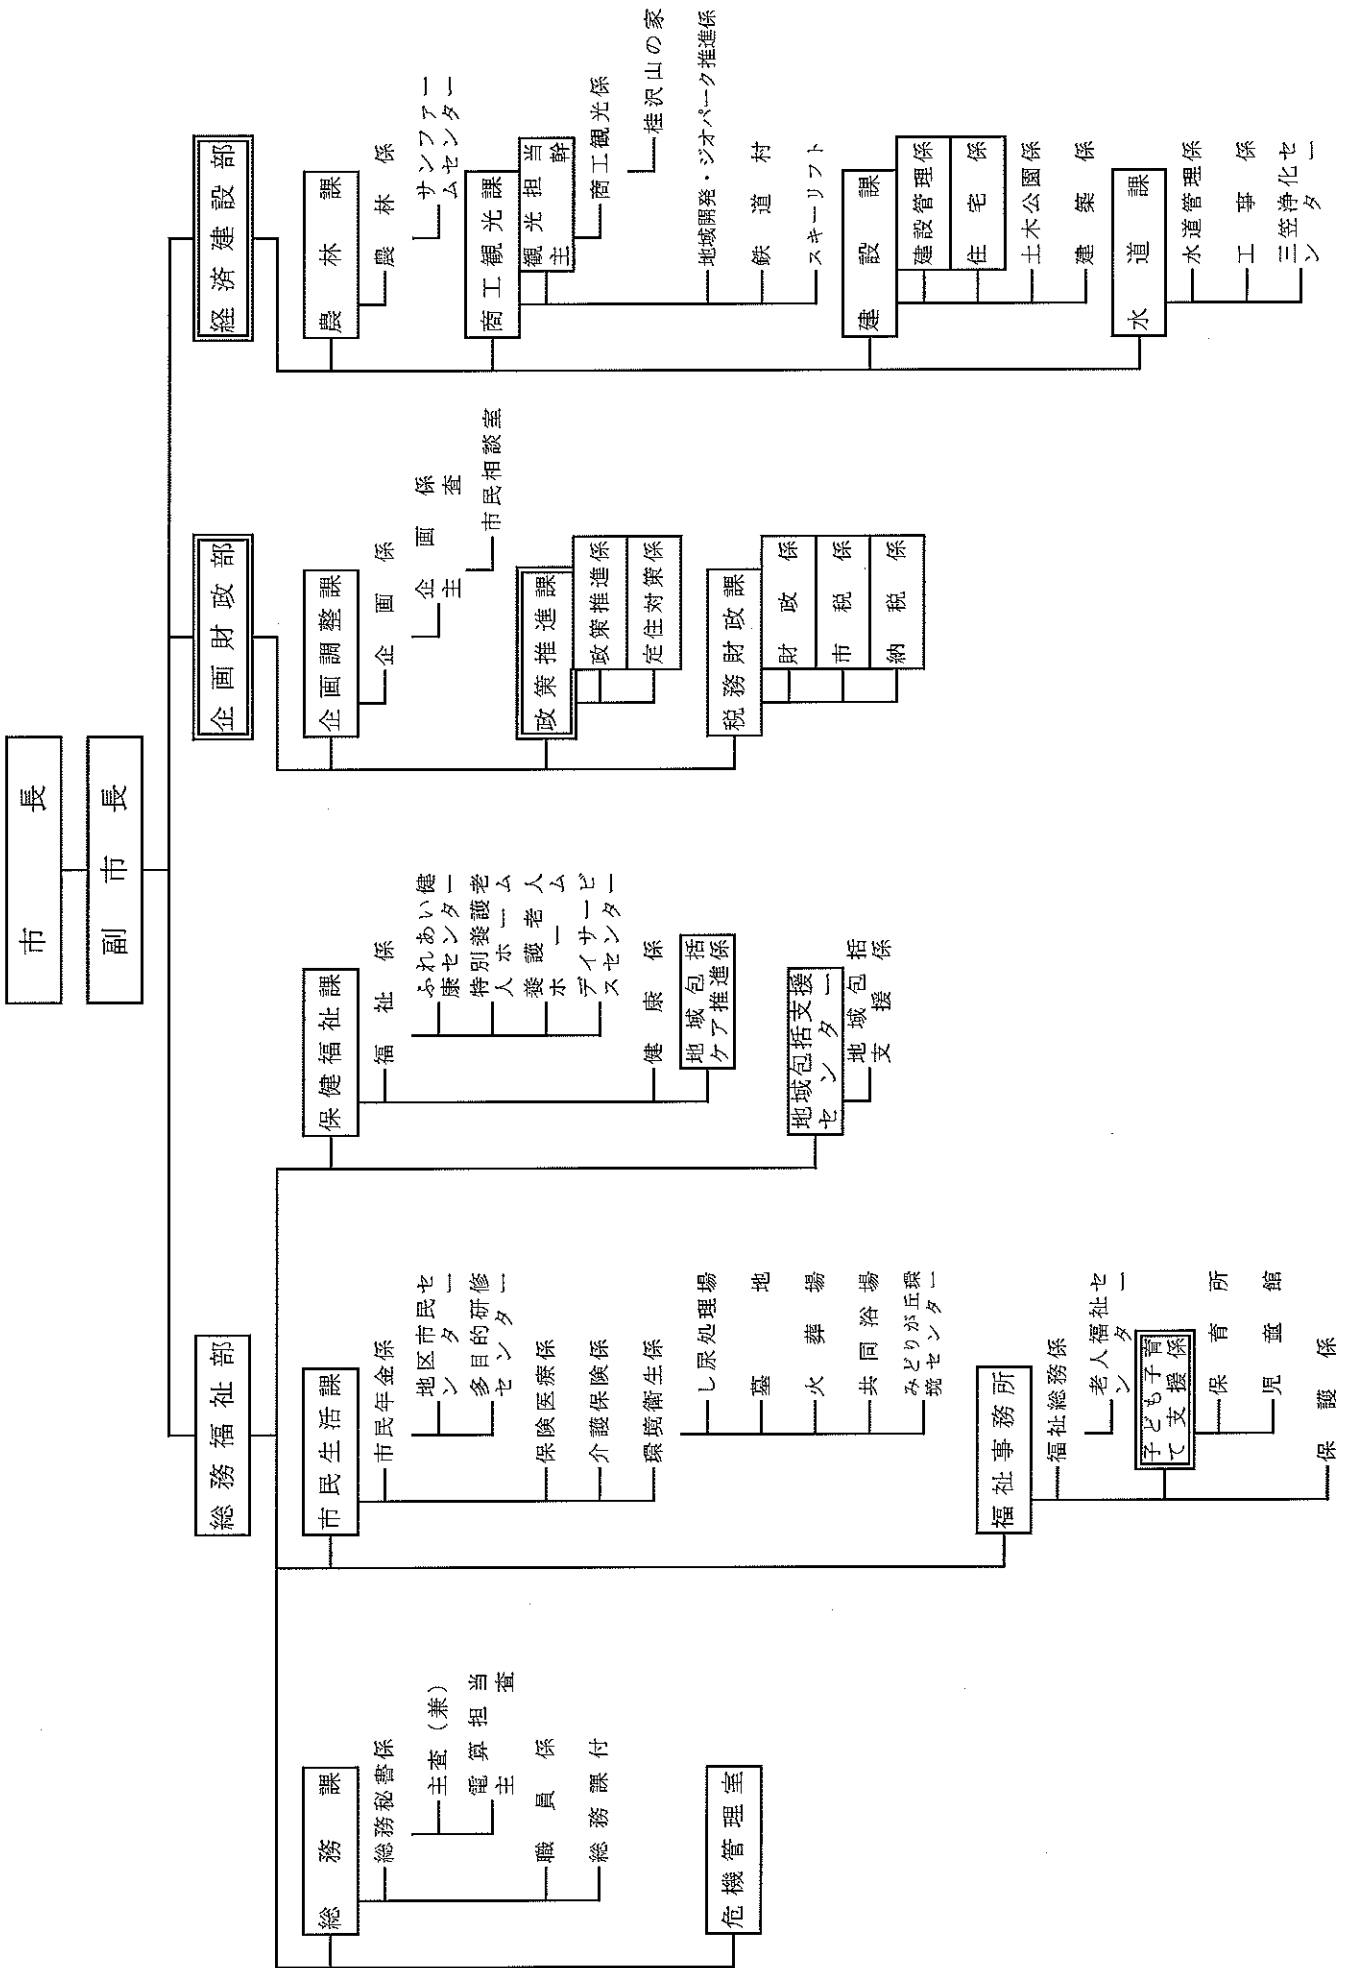 市長
副市長
総務福祉部
総務課
総務秘書係
主査(兼)
電算担当
主査
職員係
総務課付
危機管理室
市民生活課
市民年金係
地区市民セ
ンター
多目的研修
センター
保険医療係
介護保険係
環境衛生係
し尿処理場
墓地
火葬場
共同浴場
みどりが丘環
境センター
福祉事務所
福祉総務係
老人福祉セ
ンター
子ども子育
て支援係
保育所
児童館
保護係
保健福祉課
福祉係
ふれあい健
康センター
特別養護老
人ホーム
養護老人
ホーム
デイサービ
スセンター
健康係
地域包括
ケア推進係
地域包括支援
センター
地域包括
支援係
企画財政部
企画調整課
企画係
企画係
主査
市民相談室
政策推進課
政策推進係
定住対策係
税務財政課
財政係
市税係
納税係
経済建設部
農林課
農林係
サンファー
ムセンター
商工観光課
観光担当
主幹
商工観光係
桂沢山の家
地域開発・ジオパーク推進係
鉄道村
スキーリフト
建設課
建設管理係
住宅係
土木公園係
建築係
水道課
水道管理係
工事係
三笠浄化セ
ンター